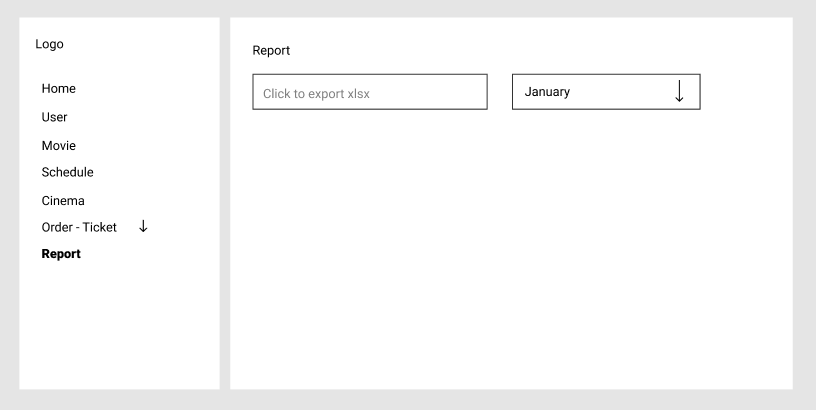 Logo
Home
User
Movie
Schedule
Cinema
Order - Ticket
Report
Report
Click to export xlsx
January